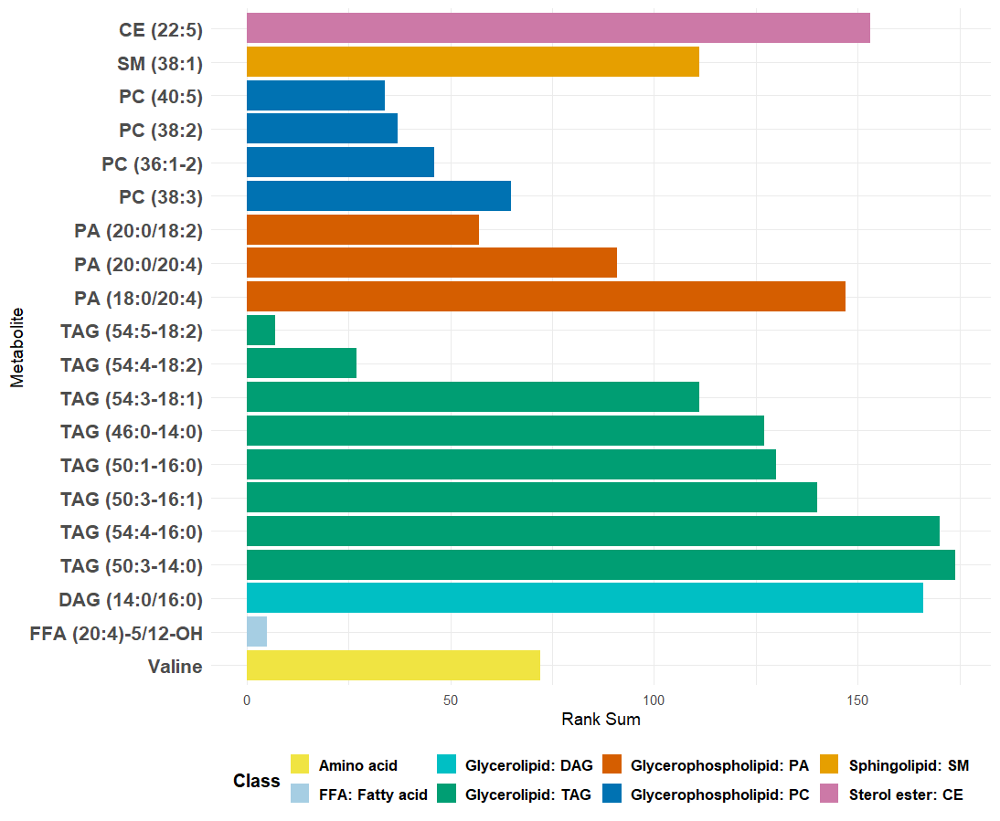 CE (22:5)
SM (38:1)
PC (40:5)
PC (38:2)
PC (36:1-2)
PC (38:3)
PA (20:0/18:2)
PA (20:0/20:4)
PA (18:0/20:4)
TAG (54:5-18:2)
TAG (54:4-18:2)
TAG (54:3-18:1)
TAG (46:0-14:0)
TAG (50:1-16:0)
TAG (50:3-16:1)
TAG (54:4-16:0)
TAG (50:3-14:0)
DAG (14:0/16:0)
FFA (20:4)-5/12-OH
Valine
Metabolite
0 50 100 150
Rank Sum
Class
Amino acid Glycerolipid: DAG Glycerophospholipid: PA Sphingolipid: SM
FFA: Fatty acid Glycerolipid: TAG Glycerophospholipid: PC Sterol ester: CE